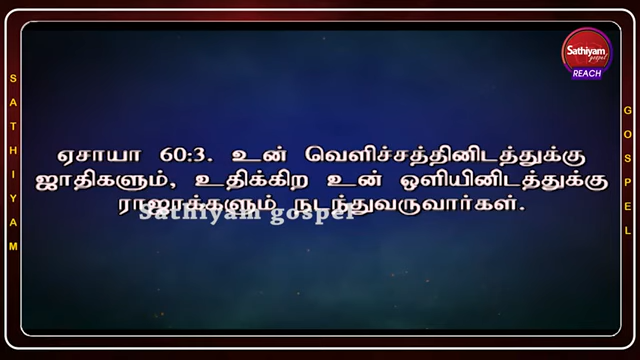 Sathiyam
gospel
REACH
SATHIYAM
GOSPEL
ஏசாயா 60:3. உன் வெளிச்சத்தினிடத்துக்கு
ஜாதிகளும், உதிக்கிற உன் ஒளியினிடத்துக்கு
ராஜாக்களும் நடந்துவருவார்கள்.
Sathiyam gospel